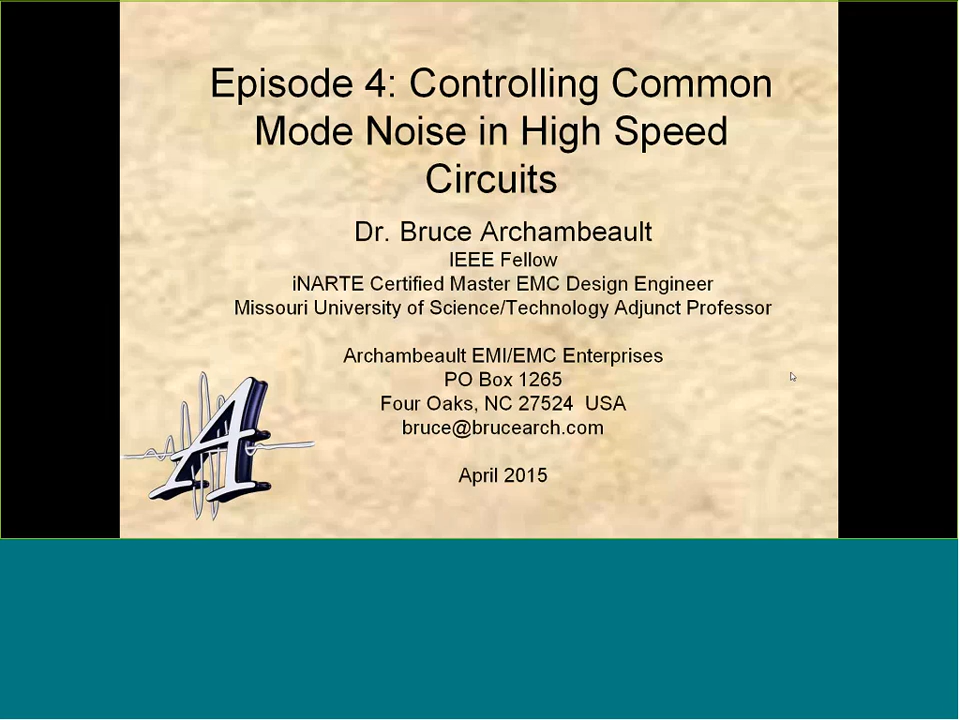 Episode 4: Controlling Common
Mode Noise in High Speed
Circuits
Dr. Bruce Archambeault
IEEE Fellow
iNARTE Certified Master EMC Design Engineer
Missouri University of Science/Technology Adjunct Professor
Archambeault EMI/EMC Enterprises
PO Box 1265
Four Oaks, NC 27524 USA
bruce@brucearch.com
April 2015
A